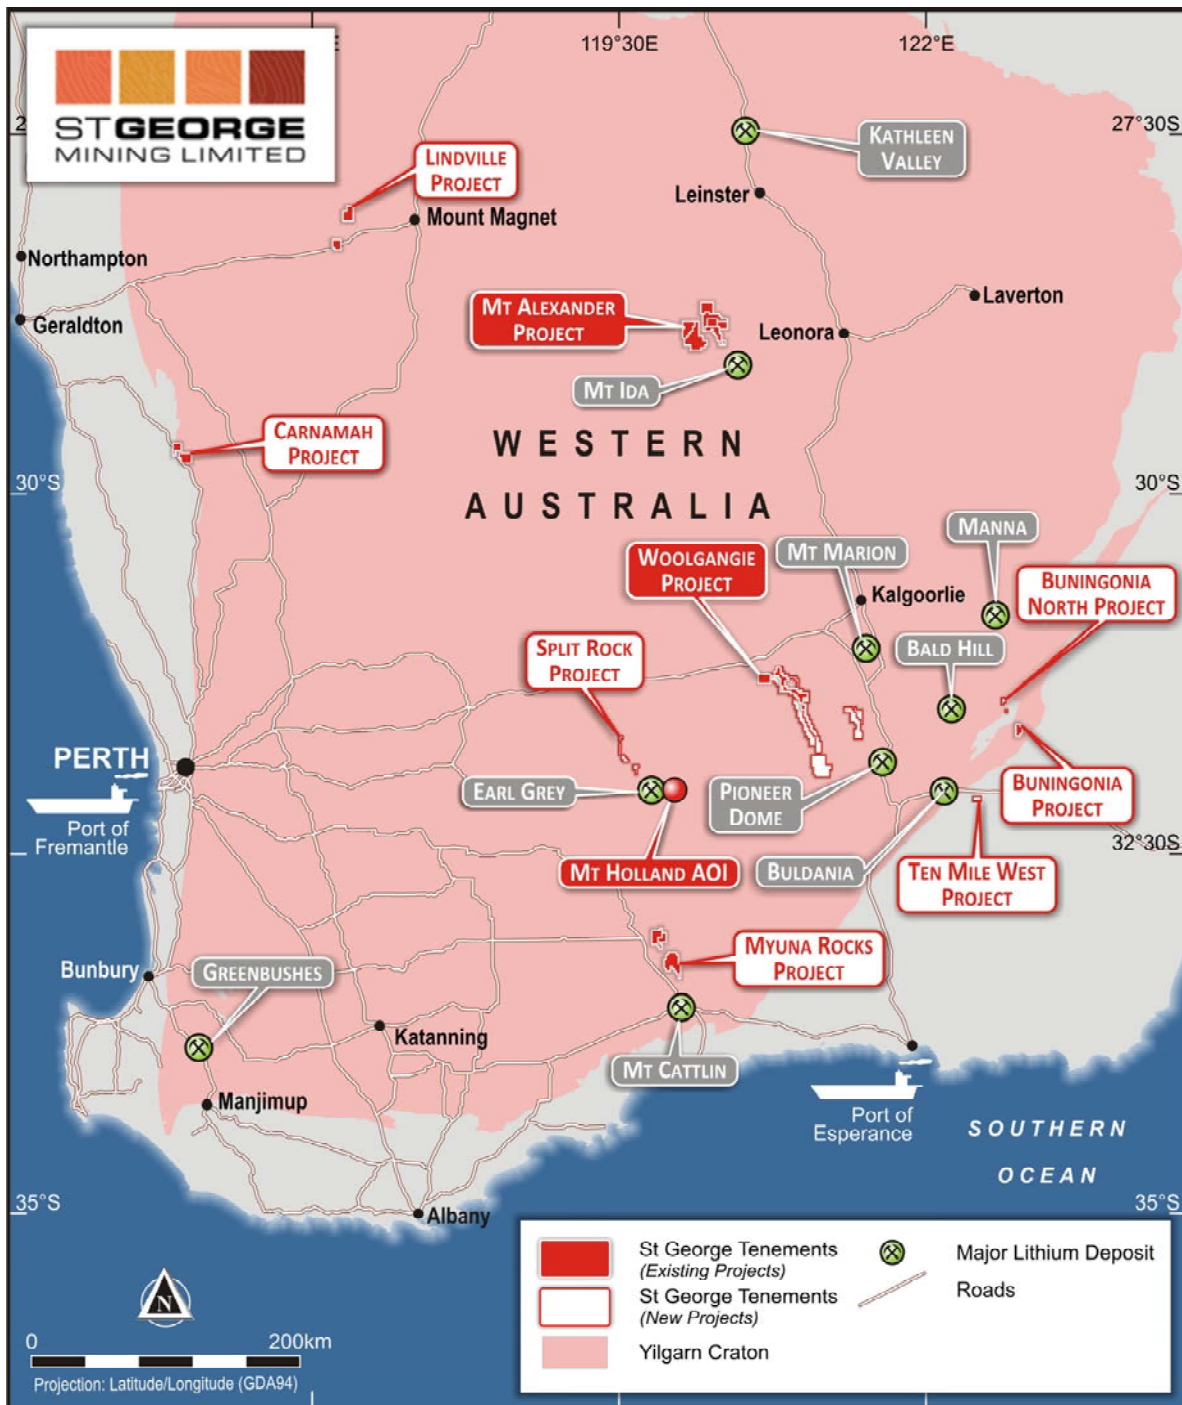 119°30E
122°E
27°30S
STGEORGE
MINING LIMITED
LINDVILLE
PROJECT
KATHLEEN
VALLEY
Leinster
Mount Magnet
Northampton
Geraldton
MT ALEXANDER
PROJECT
Laverton
Leonora
MT IDA
CARNAMAH
PROJECT
WESTERN
AUSTRALIA
30°S
30°S
MANNA
MT MARION
WOOLGANGIE
PROJECT
Kalgoorlie
BUNINGONIA
NORTH PROJECT
SPLIT ROCK
PROJECT
BALD HILL
PERTH
Port of
Fremantle
EARL GREY
PIONEER
DOME
BUNINGONIA
PROJECT
32°30S
MT HOLLAND AOI
BULDANIA
TEN MILE WEST
PROJECT
MYUNA ROCKS
PROJECT
Bunbury
GREENBUSHES
Katanning
MT CATTLIN
Manjimup
Port of
Esperance
SOUTHERN
OCEAN
35°S
35°S
Albany
N
0 200km
Projection: Latitude/Longitude (GDA94)
St George Tenements
(Existing Projects)
St George Tenements
(New Projects)
Yilgarn Craton
Major Lithium Deposit
Roads